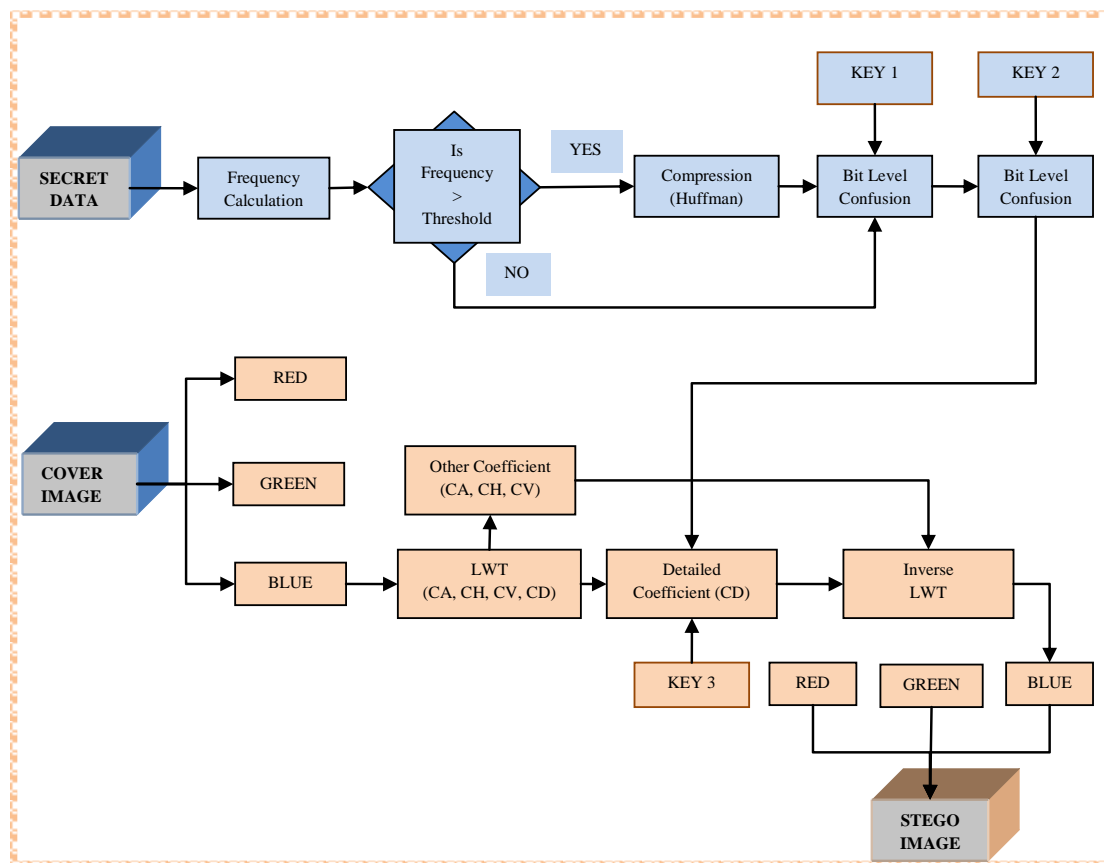 KEY 1
KEY 2
SECRET
DATA
Frequency
Calculation
Is
Frequency
>
Threshold
YES
Compression
(Huffman)
Bit Level
Confusion
Bit Level
Confusion
NO
RED
COVER
IMAGE
GREEN
Other Coefficient
(CA, CH, CV)
BLUE
LWT
(CA, CH, CV, CD)
Detailed
Coefficient (CD)
Inverse
LWT
KEY 3
RED
GREEN
BLUE
STEGO
IMAGE